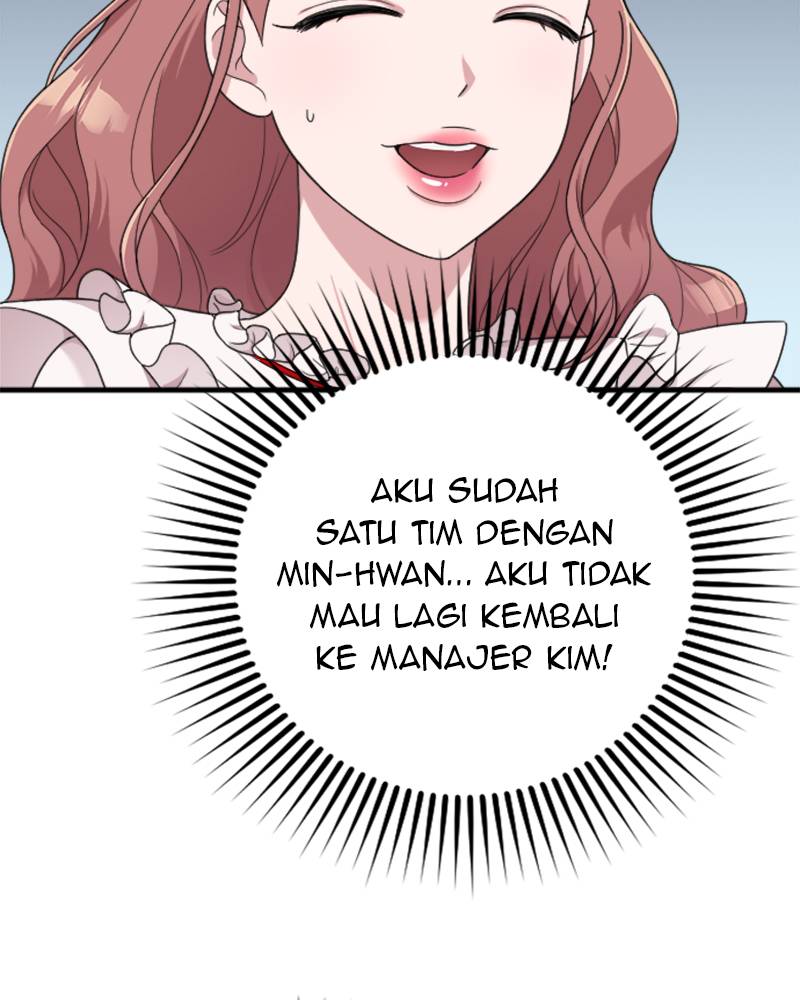 AKU SUDAH
SATU TIM DENGAN
MIN-HWAN... AKU TIDAK
MAU LAGI KEMBALI
KE MANAJER KIM!